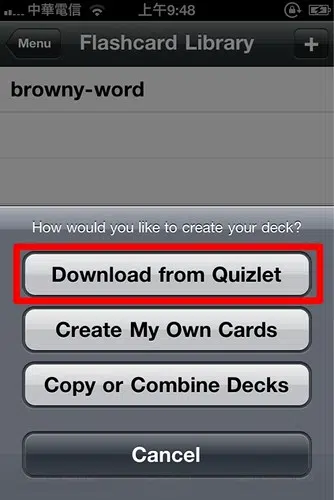 中華電信 上午9:48
Menu Flashcard Library +
browny-word
How would you like to create your deck?
Download from Quizlet
Create My Own Cards
Copy or Combine Decks
Cancel